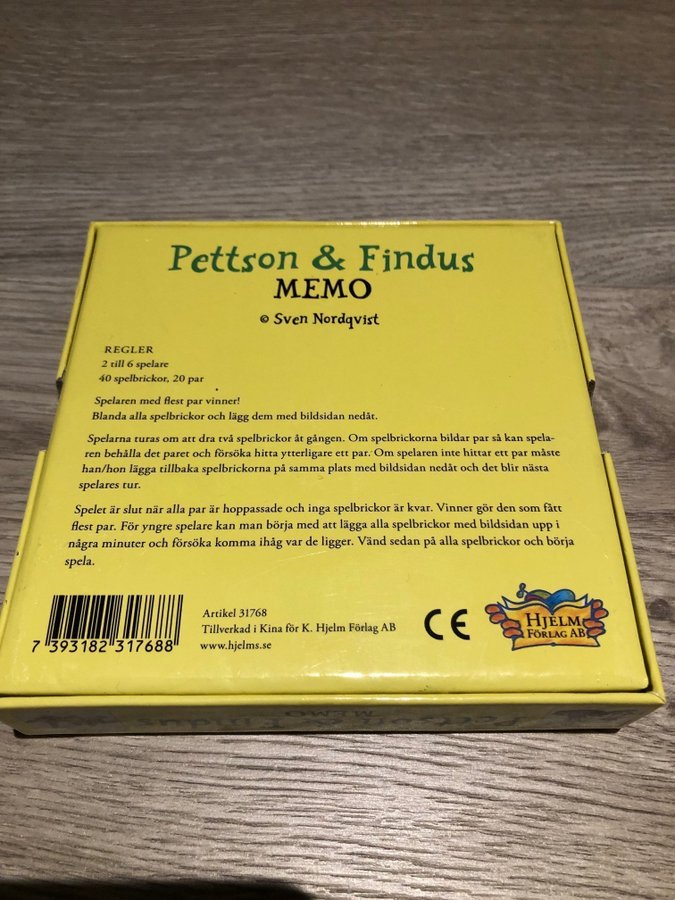 Pettson & Findus
MEMO
© Sven Nordqvist
REGLER
2 till 6 spelare
40 spelbrickor, 20 par
Spelaren med flest par vinner!
Blanda alla spelbrickor och lägg dem med bildsidan nedåt.
Spelarna turas om att dra två spelbrickor åt gången. Om spelbrickorna bildar par så kan spela-
ren behålla det paret och försöka hitta ytterligare ett par. Om spelaren inte hittar ett par måste
han/hon lägga tillbaka spelbrickorna på samma plats med bildsidan nedåt och det blir nästa
spelares tur.
Spelet är slut när alla par är hoppassade och inga spelbrickor är kvar. Vinner gör den som fått
flest par. För yngre spelare kan man börja med att lägga alla spelbrickor med bildsidan upp i
några minuter och försöka komma ihåg var de ligger. Vänd sedan på alla spelbrickor och börja
spela.
7 393182 317688
Artikel 31768
Tillverkad i Kina för K. Hjelm Förlag AB
www.hjelms.se
CE
HJELM
FÖRLAG AB
Pettson & Findus
MEMO